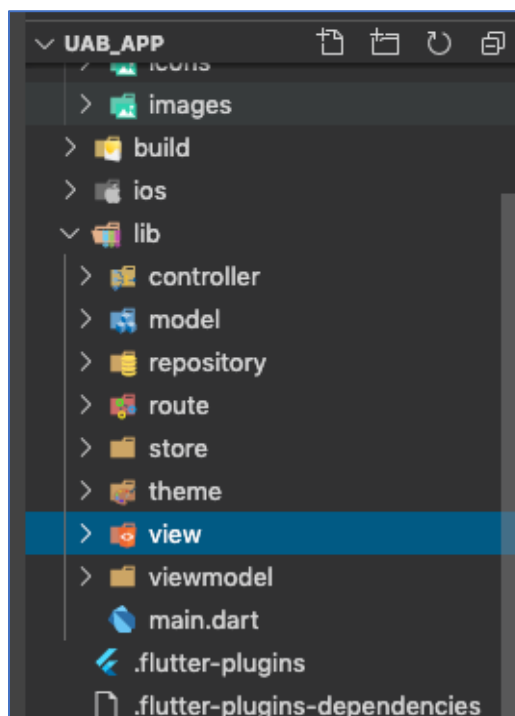 UAB_APP
icons
images
build
ios
lib
controller
model
repository
route
store
theme
view
viewmodel
main.dart
.flutter-plugins
.flutter-plugins-dependencies